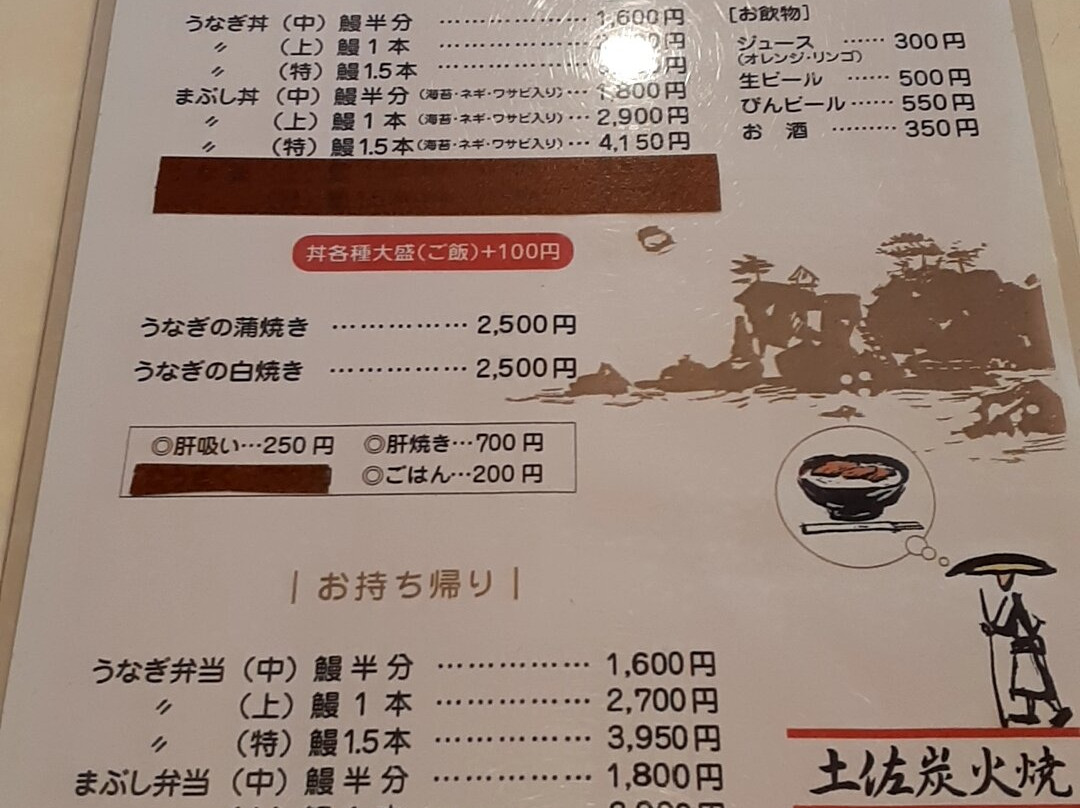 うなぎ丼（中）鰻半分 ………………… 1,600円
〃 （上）鰻1本 …………………
〃 （特）鰻1.5本 …………………
まぶし丼（中）鰻半分（海苔・ネギ・ワサビ入り）… 1,800円
〃 （上）鰻1本（海苔・ネギ・ワサビ入り）… 2,900円
〃 （特）鰻1.5本（海苔・ネギ・ワサビ入り）… 4,150円
［お飲物］
ジュース …… 300円
（オレンジ・リンゴ）
生ビール …… 500円
びんビール …… 550円
お酒 ……… 350円
丼各種大盛（ご飯）+100円
うなぎの蒲焼き …………… 2,500円
うなぎの白焼き …………… 2,500円
◎肝吸い…250円 ◎肝焼き…700円
◎ごはん…200円
｜お持ち帰り｜
うなぎ弁当（中）鰻半分 …………… 1,600円
〃 （上）鰻1本 …………… 2,700円
〃 （特）鰻1.5本 …………… 3,950円
まぶし弁当（中）鰻半分 …………… 1,800円
土佐炭火焼